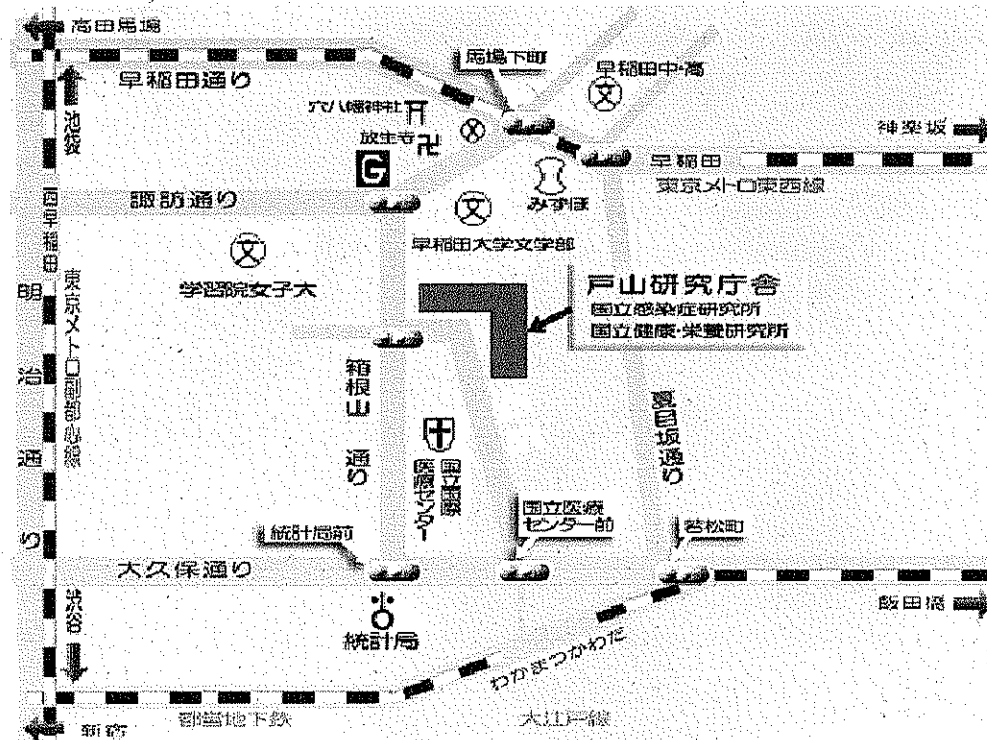 高田馬場
早稲田通り
馬場下町
早稲田中・高
文
穴八幡神社
文
放生寺
池袋
神楽坂
早稲田
東京メトロ東西線
G
みずほ
諏訪通り
文
早稲田大学文学部
西早稲田
文
学習院女子大
戸山研究庁舎
国立感染症研究所
国立健康・栄養研究所
東京メトロ副都心線
明治通り
箱根山通り
夏目坂通り
国立国際
医療センター
国立医療
センター前
若松町
統計局前
大久保通り
飯田橋
渋谷
統計局
わかまつかわだ
都営地下鉄
大江戸線
新宿